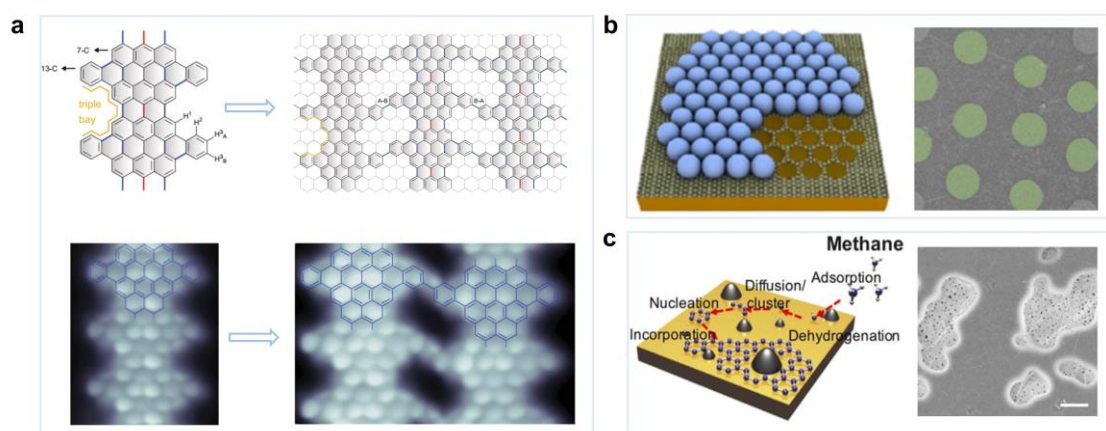 a
7-C
13-C
triple
bay
H¹
H²
H³A
H³B
A-B
B-A
b
c
Methane
Adsorption
Diffusion/
cluster
Nucleation
Incorporation
Dehydrogenation